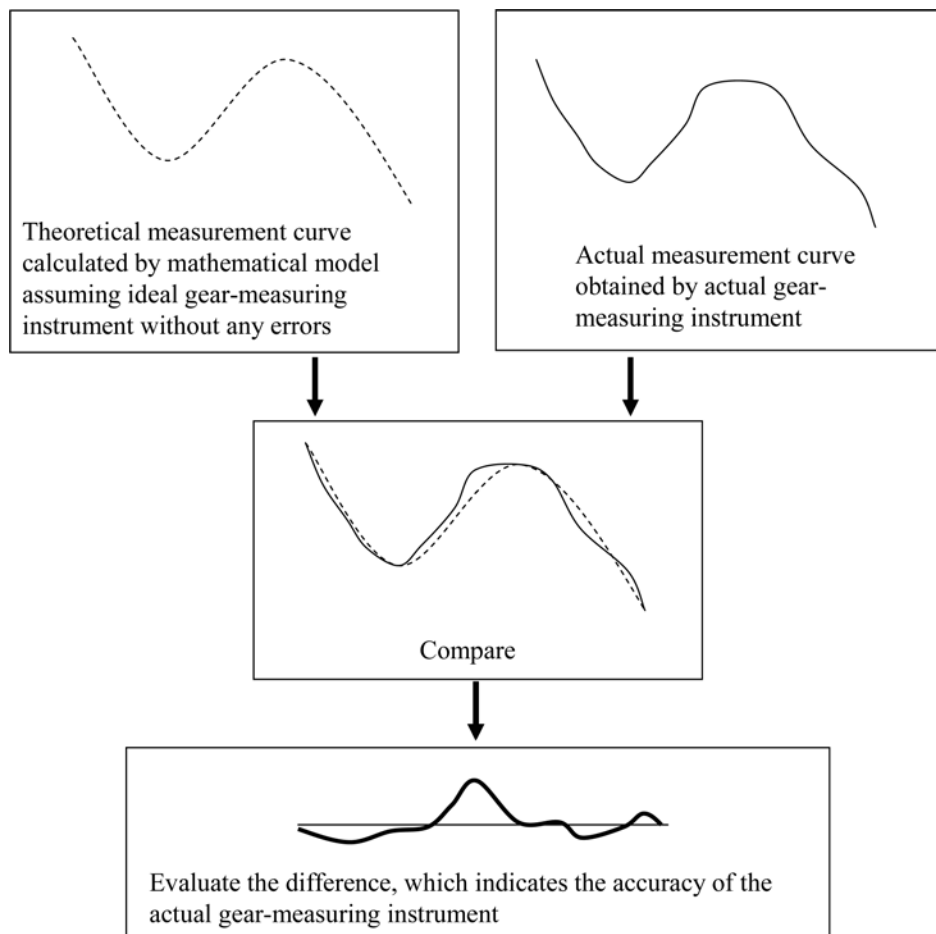 Theoretical measurement curve
calculated by mathematical model
assuming ideal gear-measuring
instrument without any errors
Actual measurement curve
obtained by actual gear-
measuring instrument
Compare
Evaluate the difference, which indicates the accuracy of the
actual gear-measuring instrument